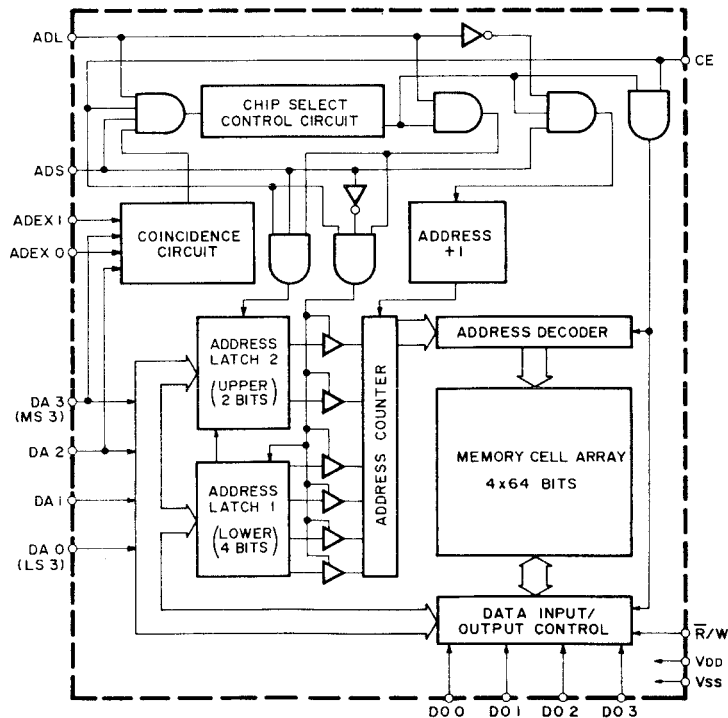 ADL
CE
CHIP SELECT
CONTROL CIRCUIT
ADS
ADEX 1
ADEX 0
COINCIDENCE
CIRCUIT
ADDRESS
+1
ADDRESS
LATCH 2
(UPPER
2 BITS)
ADDRESS DECODER
DA 3
(MS 3)
DA 2
DA 1
DA 0
(LS 3)
ADDRESS
LATCH 1
(LOWER
4 BITS)
ADDRESS COUNTER
MEMORY CELL ARRAY
4x64 BITS
DATA INPUT/
OUTPUT CONTROL
R̅/W
VDD
VSS
DO 0
DO 1
DO 2
DO 3